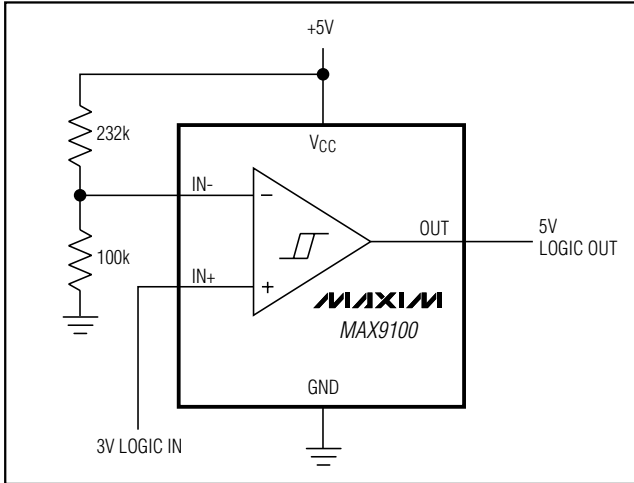 +5V
232k
VCC
IN-
−
100k
OUT
5V
LOGIC OUT
IN+
+
MAXIM
MAX9100
GND
3V LOGIC IN